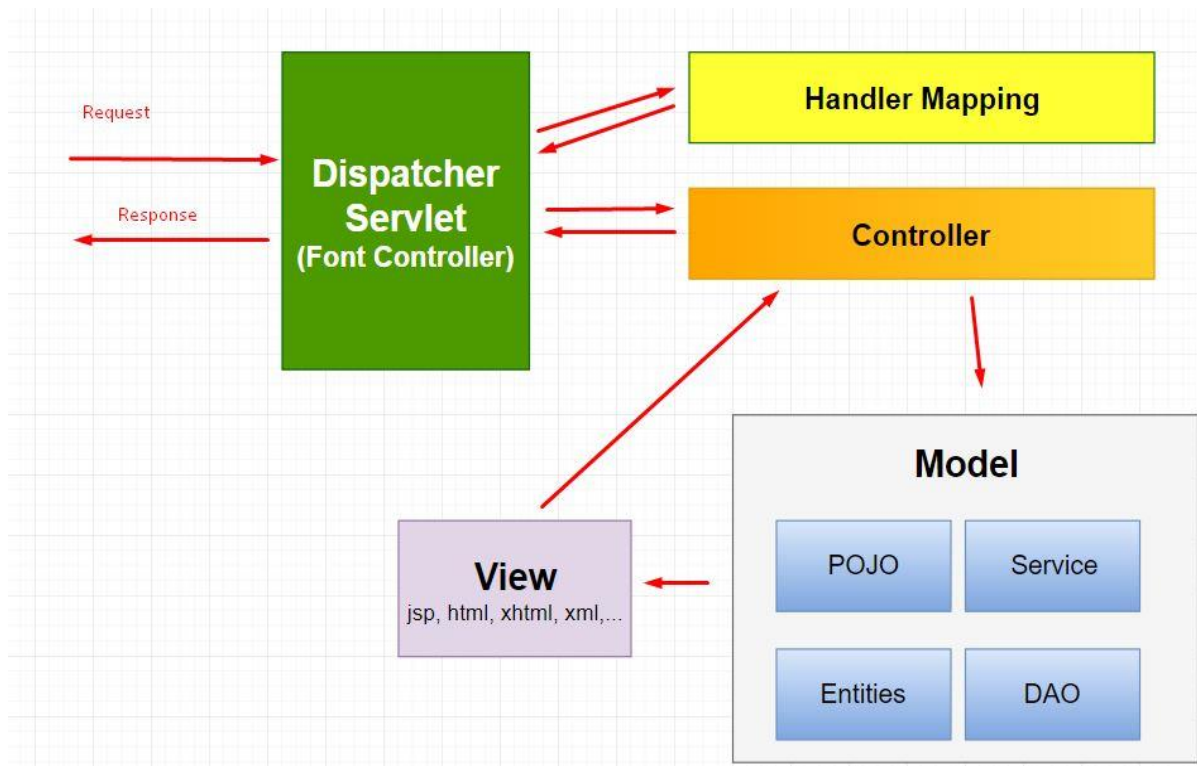 Request
Response
Dispatcher
Servlet
(Font Controller)
Handler Mapping
Controller
Model
POJO
Service
Entities
DAO
View
jsp, html, xhtml, xml,...